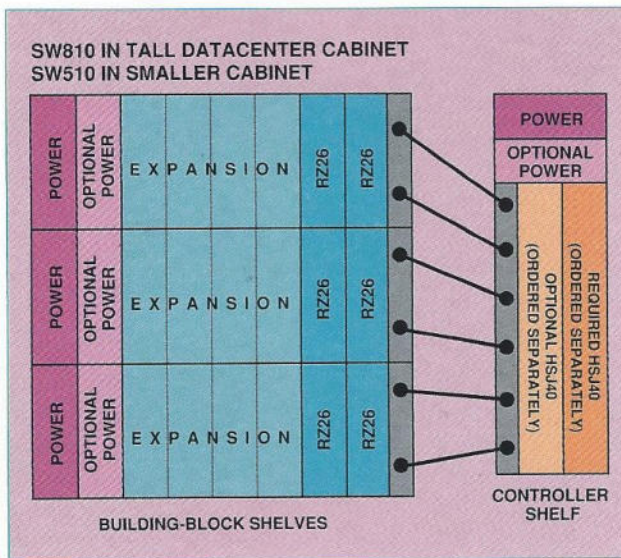 SW810 IN TALL DATACENTER CABINET
SW510 IN SMALLER CABINET
POWER
OPTIONAL
POWER
EXPANSION
RZ26
RZ26
POWER
OPTIONAL
POWER
EXPANSION
RZ26
RZ26
POWER
OPTIONAL
POWER
EXPANSION
RZ26
RZ26
BUILDING-BLOCK SHELVES
POWER
OPTIONAL
POWER
OPTIONAL HSJ40
(ORDERED SEPARATELY)
REQUIRED HSJ40
(ORDERED SEPARATELY)
CONTROLLER
SHELF